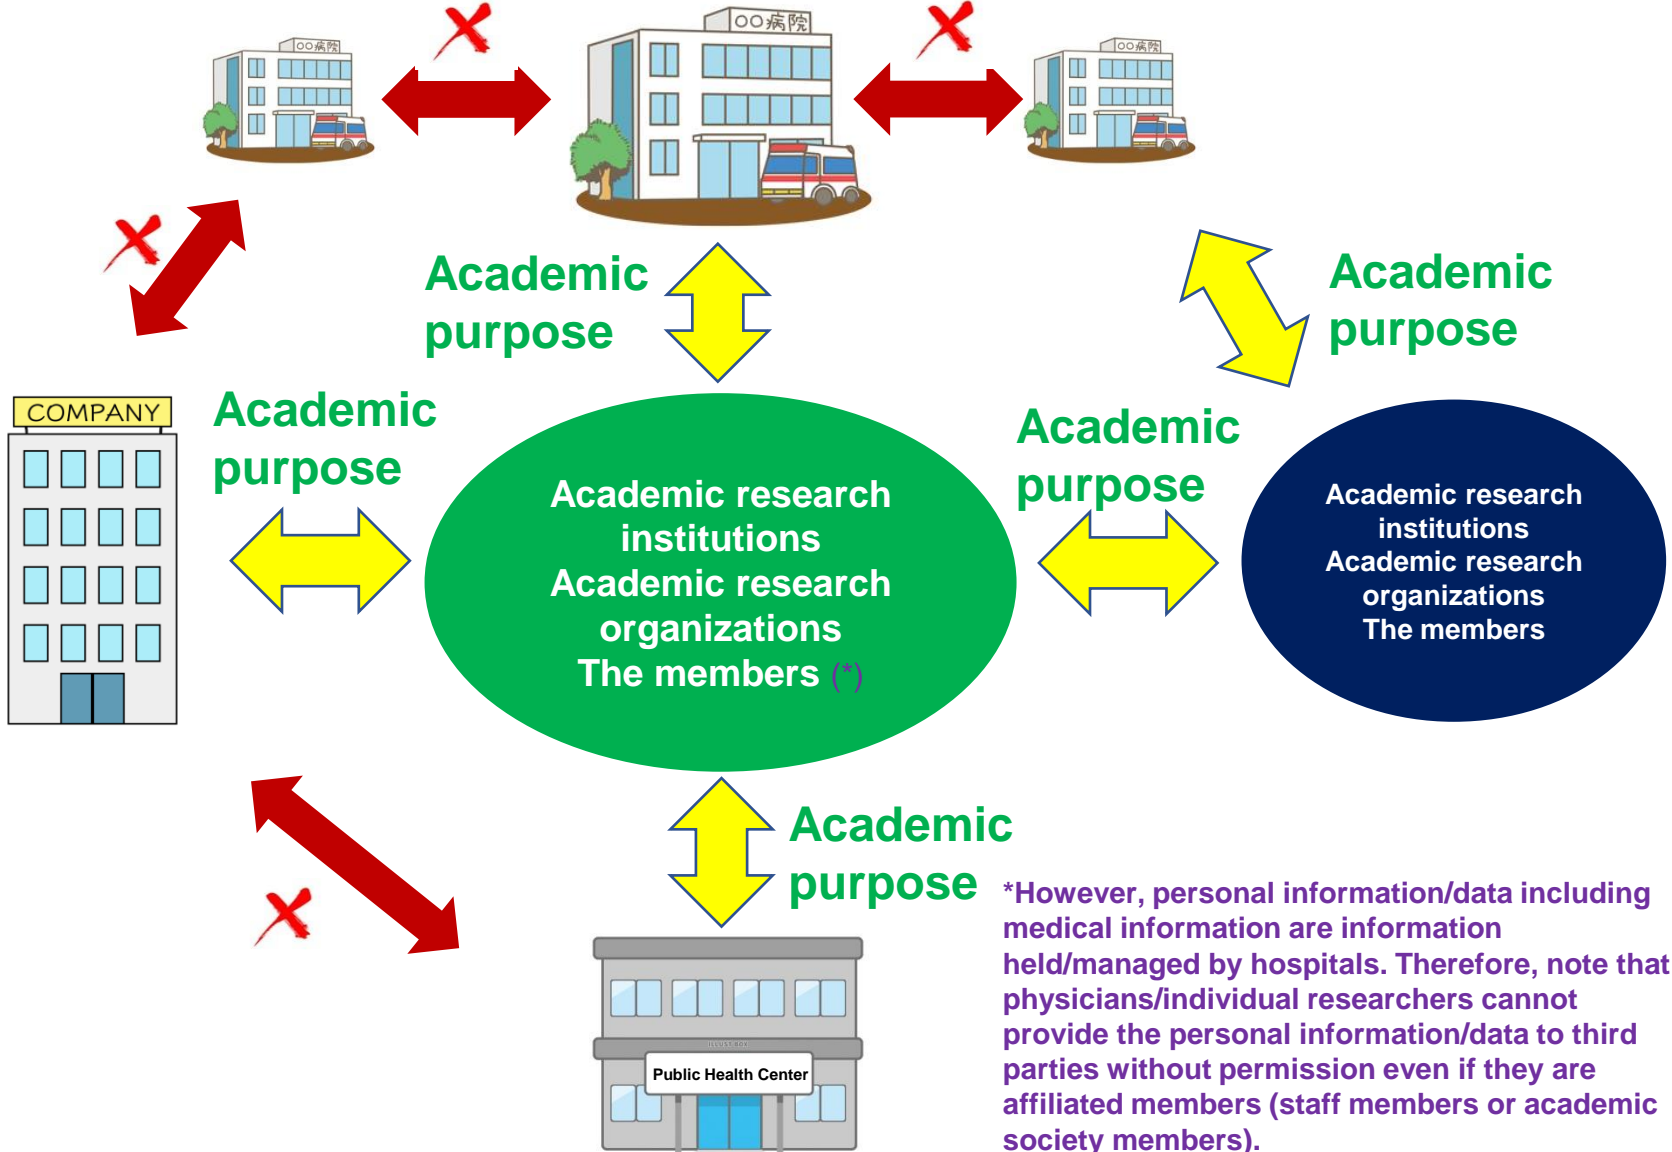 ○○病院
○○病院
○○病院
Academic
purpose
Academic
purpose
COMPANY
Academic
purpose
Academic
purpose
Academic research
institutions
Academic research
organizations
The members (*)
Academic research
institutions
Academic research
organizations
The members
Academic
purpose
*However, personal information/data including
medical information are information
held/managed by hospitals. Therefore, note that
physicians/individual researchers cannot
provide the personal information/data to third
parties without permission even if they are
affiliated members (staff members or academic
society members).
ILLUST BOX
Public Health Center